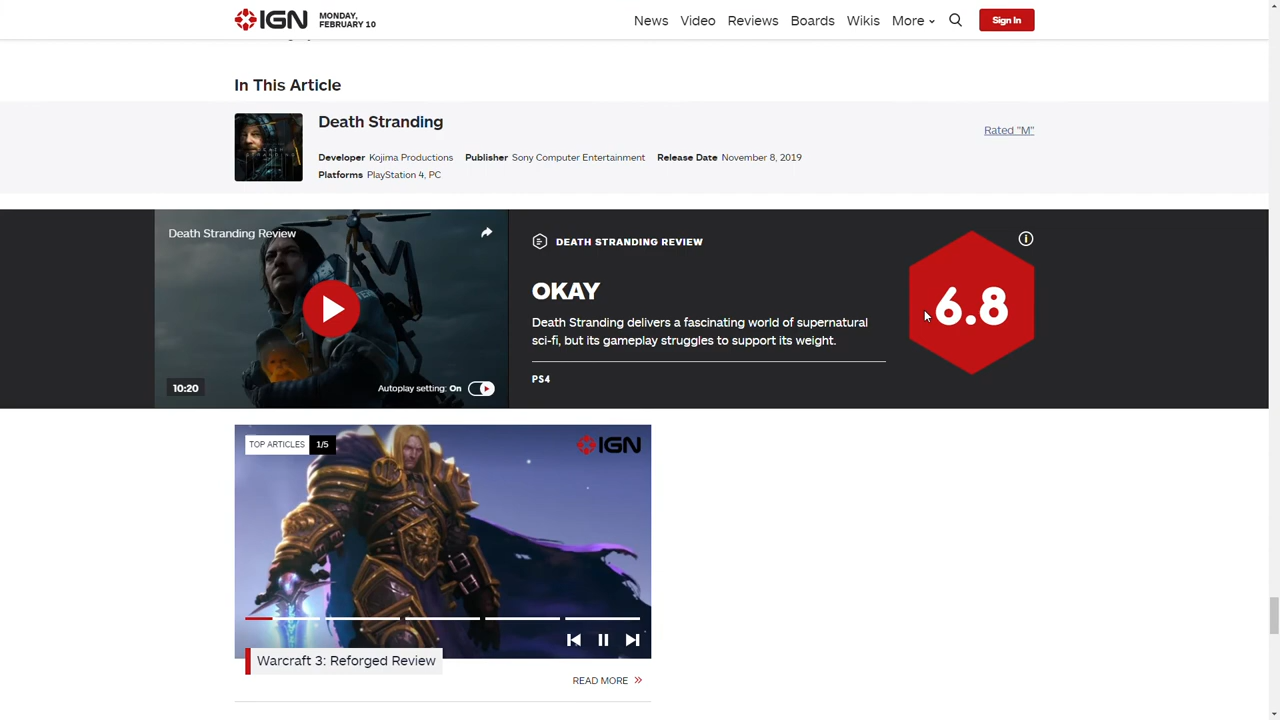 IGN
MONDAY,
FEBRUARY 10
News Video Reviews Boards Wikis More
Sign In
In This Article
Death Stranding
Rated "M"
Developer Kojima Productions Publisher Sony Computer Entertainment Release Date November 8, 2019
Platforms PlayStation 4, PC
Death Stranding Review
10:20
Autoplay setting: On
DEATH STRANDING REVIEW
OKAY
Death Stranding delivers a fascinating world of supernatural
sci-fi, but its gameplay struggles to support its weight.
PS4
6.8
TOP ARTICLES 1/5
IGN
Warcraft 3: Reforged Review
READ MORE